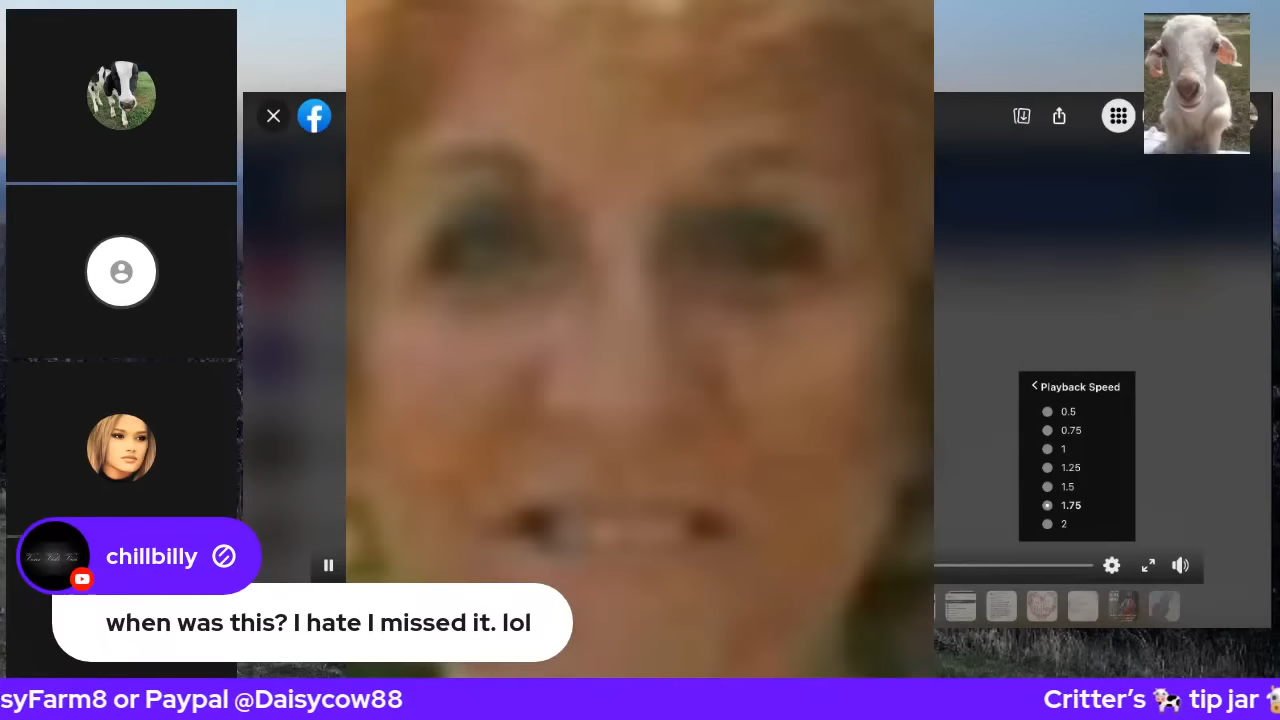 Playback Speed
0.5
0.75
1
1.25
1.5
1.75
2
chillbilly
when was this? I hate I missed it. lol
syFarm8 or Paypal @Daisycow88
Critter’s 🐄 tip jar